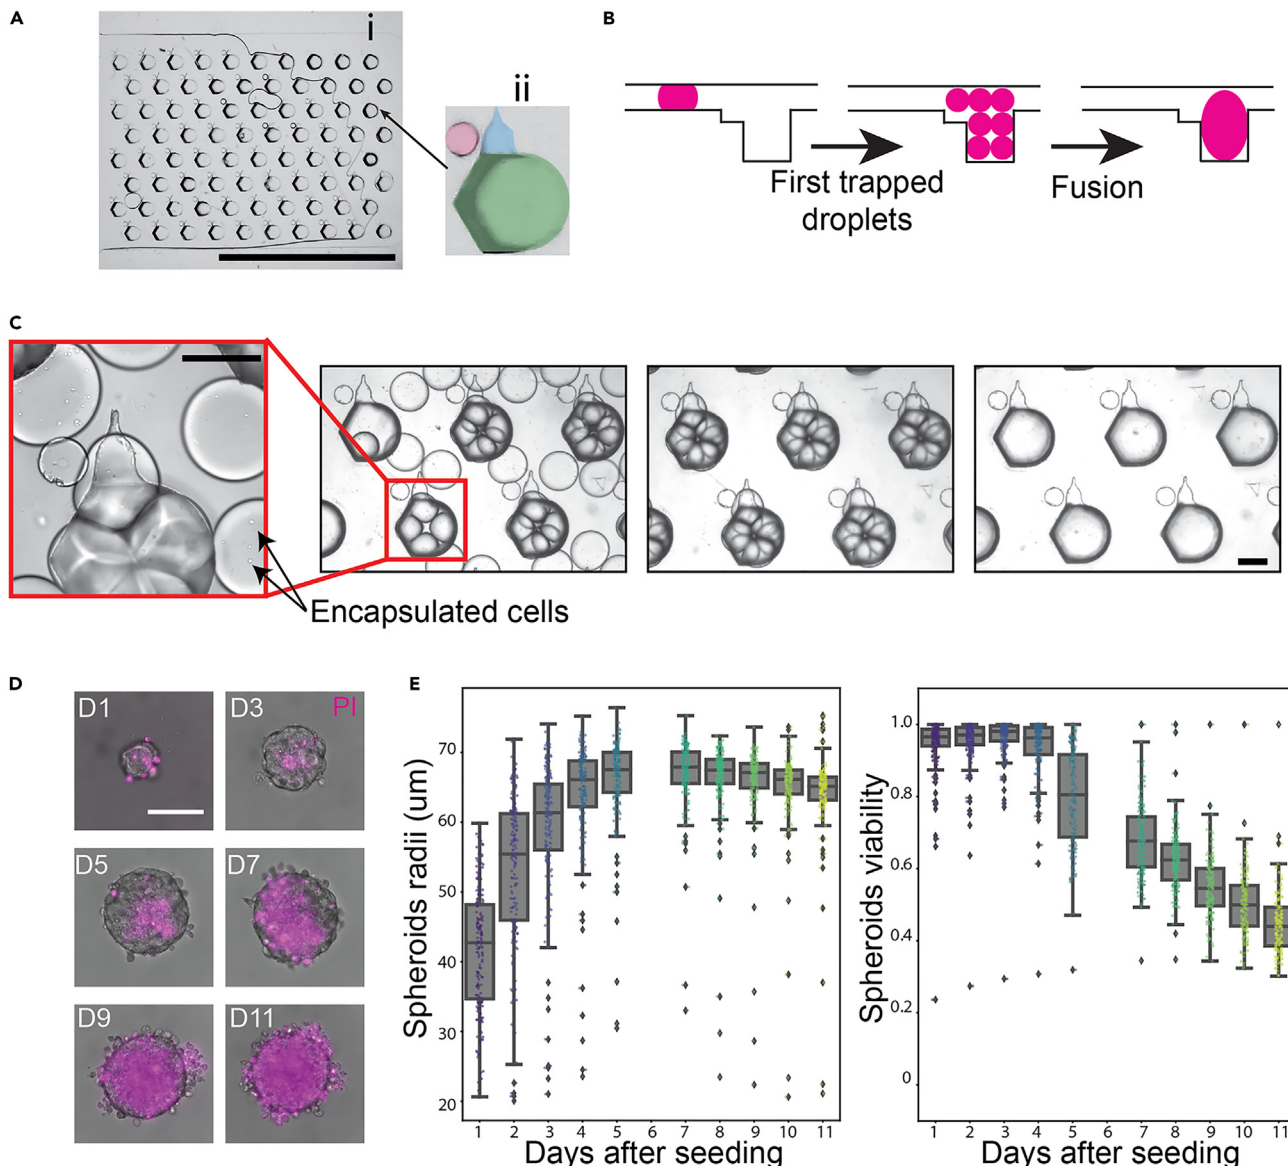 A
i
ii
B
First trapped
droplets
Fusion
C
Encapsulated cells
D
D1
D3
PI
D5
D7
D9
D11
E
Spheroids radii (um)
70
60
50
40
30
20
1 2 3 4 5 6 7 8 9 10 11
Days after seeding
Spheroids viability
1.0
0.8
0.6
0.4
0.2
0
1 2 3 4 5 6 7 8 9 10 11
Days after seeding